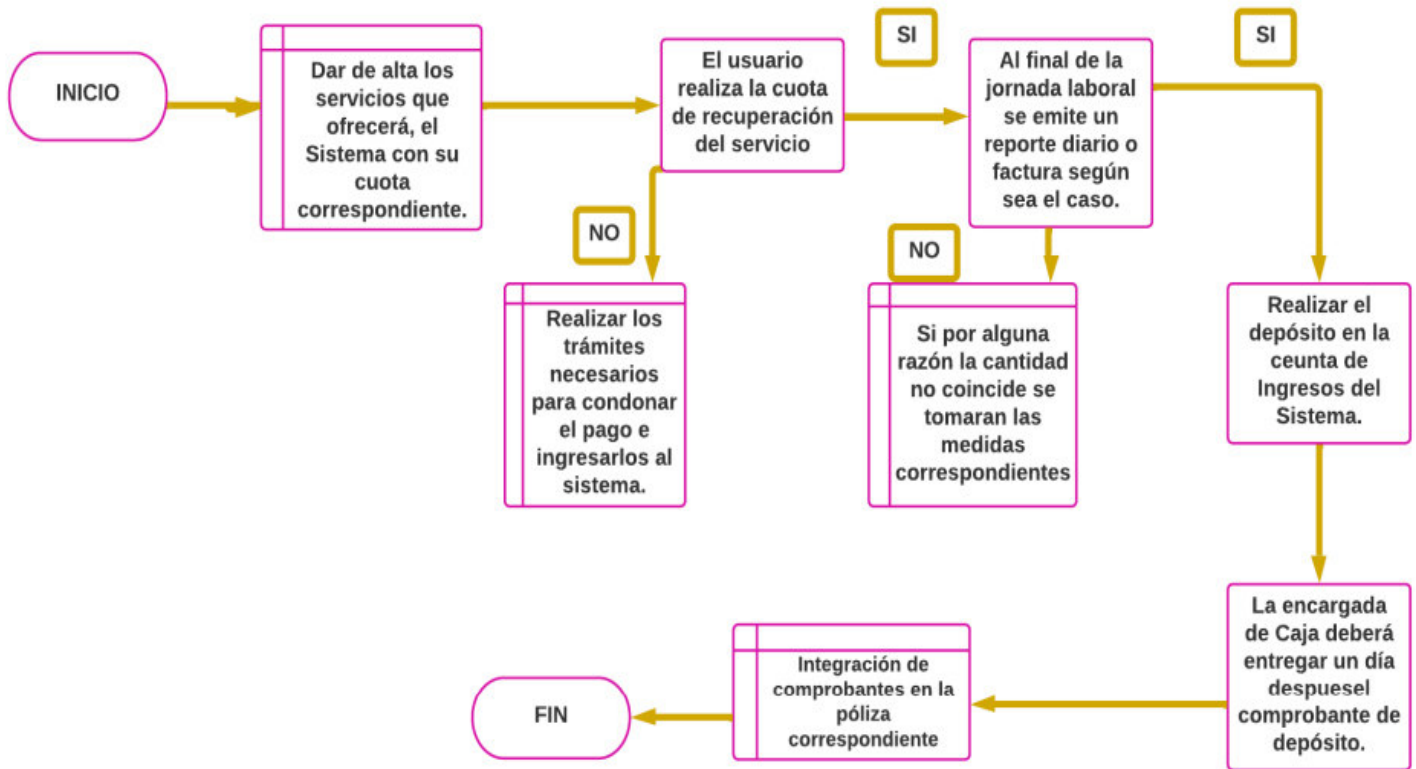 INICIO
Dar de alta los
servicios que
ofrecerá, el
Sistema con su
cuota
correspondiente.
El usuario
realiza la cuota
de recuperación
del servicio
SI
Al final de la
jornada laboral
se emite un
reporte diario o
factura según
sea el caso.
SI
NO
Realizar los
trámites
necesarios
para condonar
el pago e
ingresarlos al
sistema.
NO
Si por alguna
razón la cantidad
no coincide se
tomaran las
medidas
correspondientes
Realizar el
depósito en la
ceunta de
Ingresos del
Sistema.
La encargada
de Caja deberá
entregar un día
despuesel
comprobante de
depósito.
Integración de
comprobantes en la
póliza
correspondiente
FIN